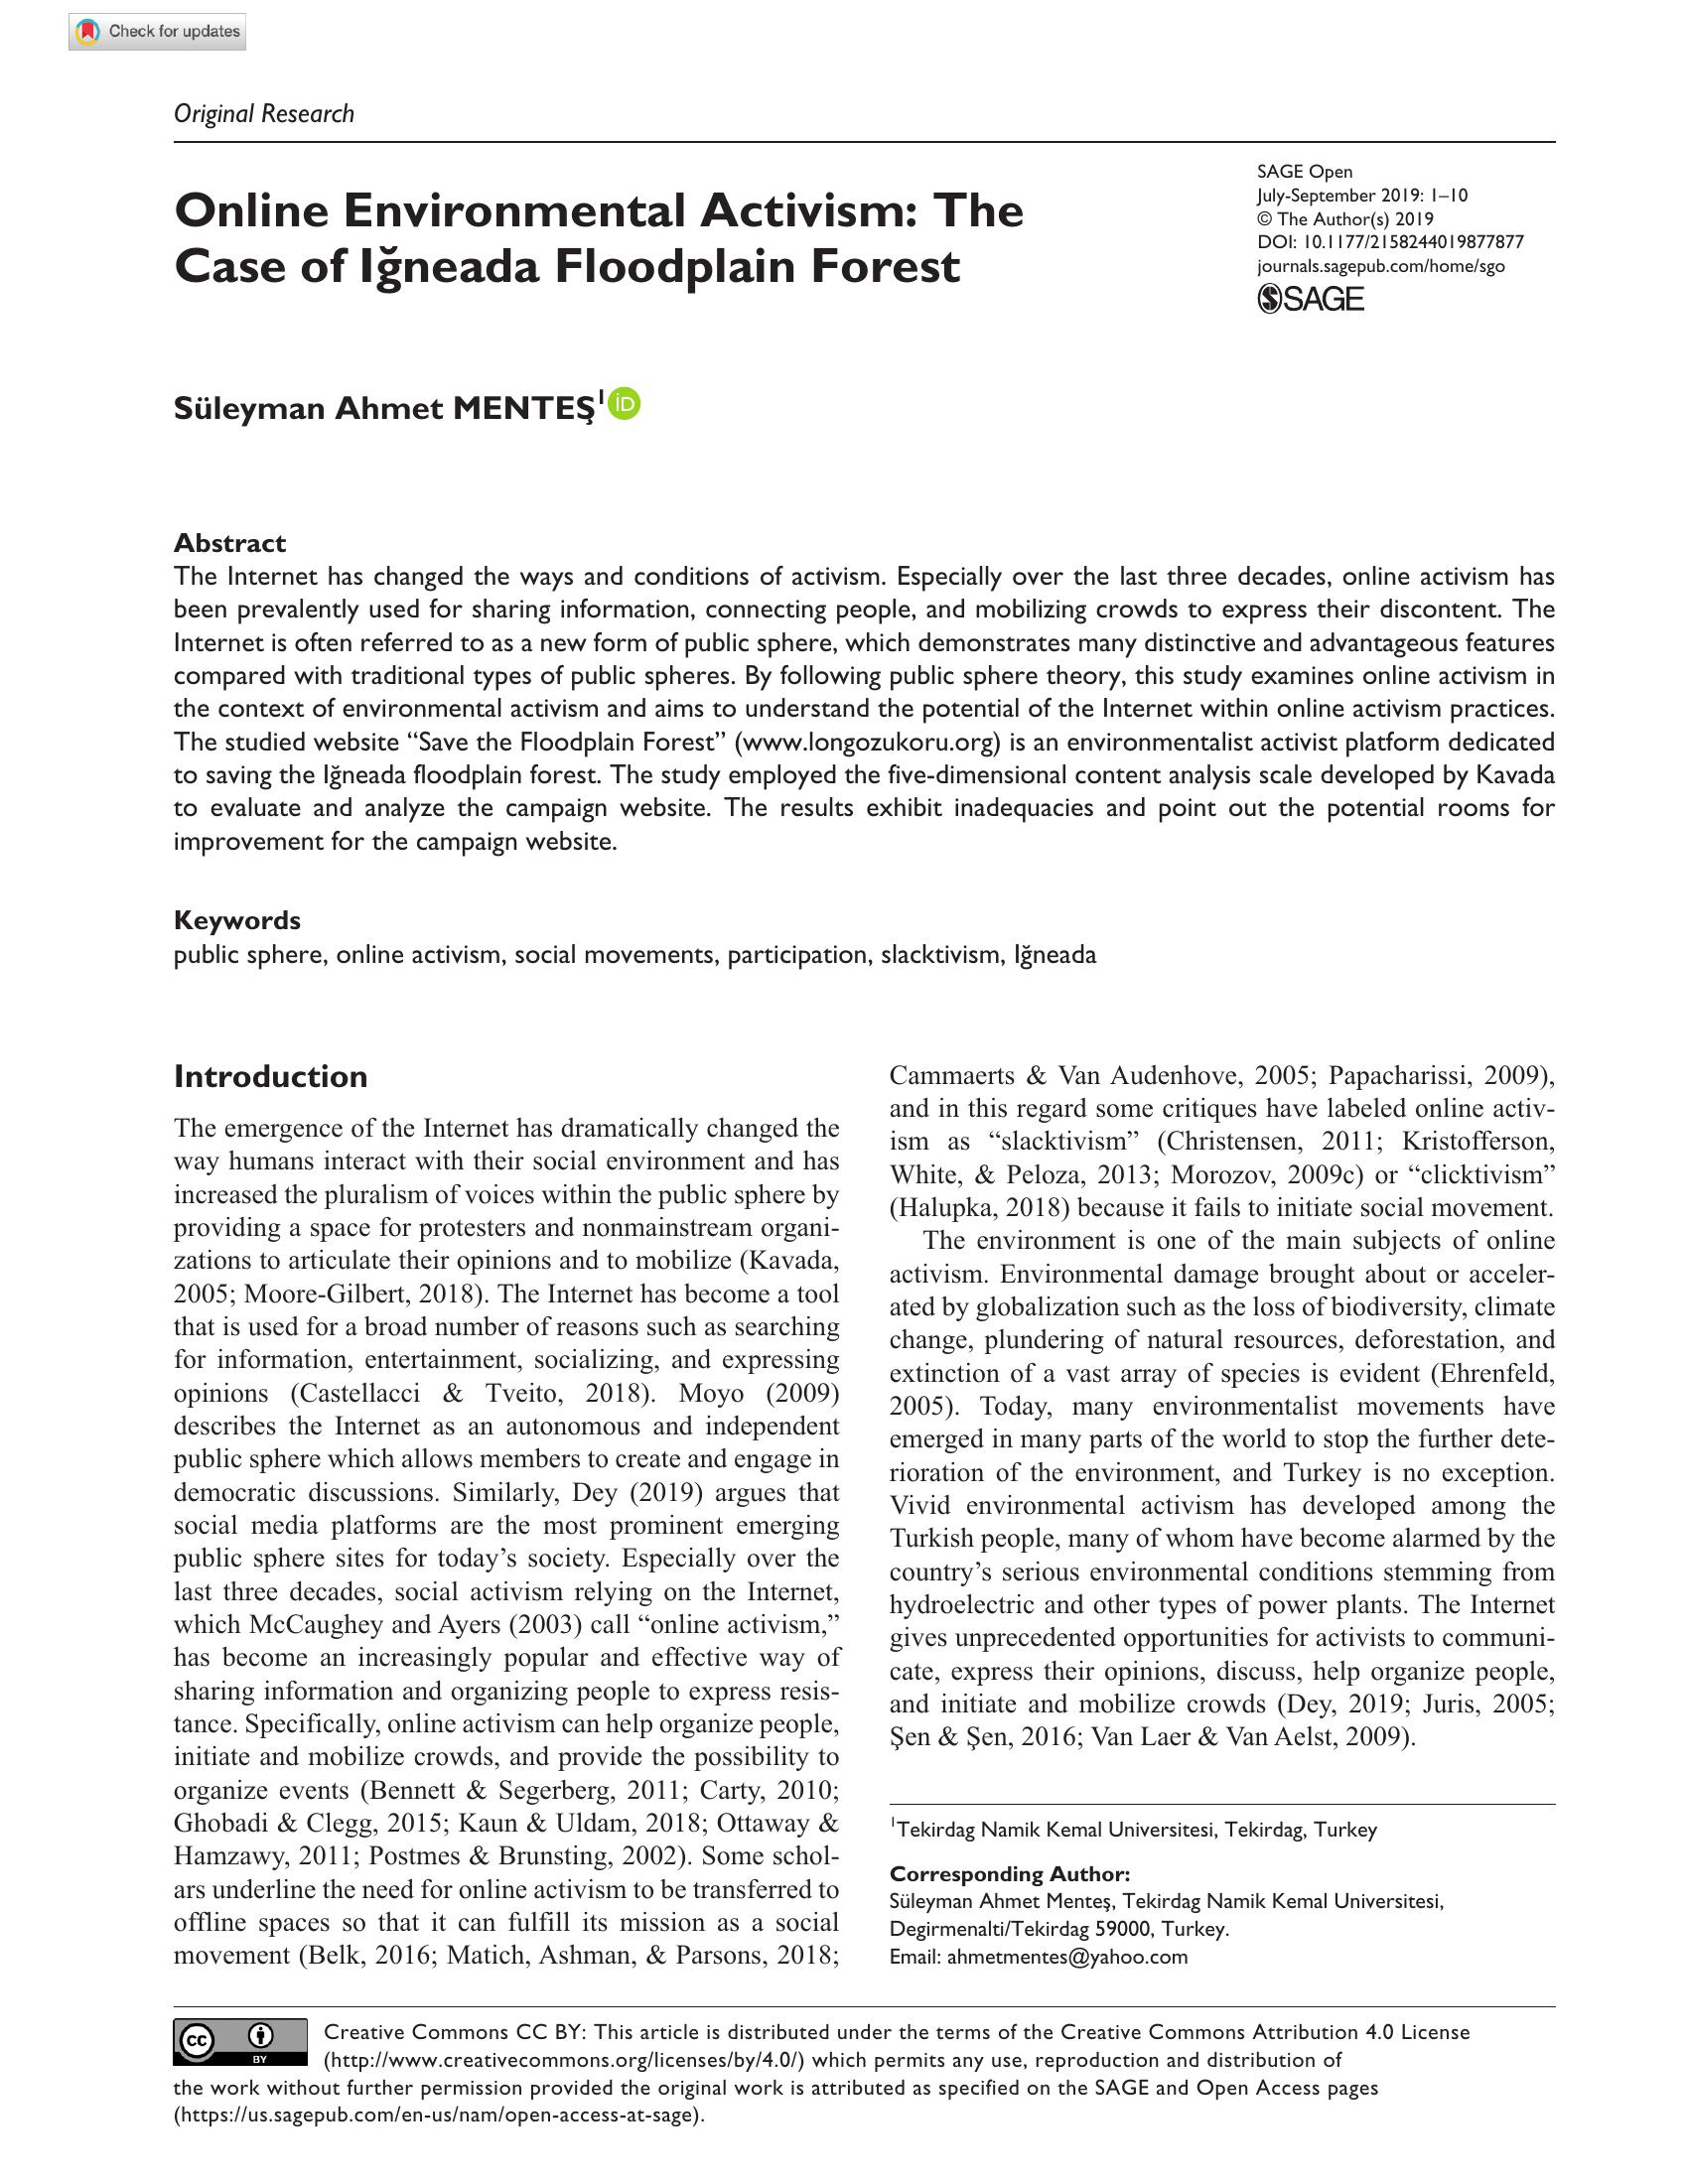 Check for updates
Original Research
SAGE Open
July-September 2019: 1–10
© The Author(s) 2019
DOI: 10.1177/2158244019877877
journals.sagepub.com/home/sgo
SAGE
Online Environmental Activism: The
Case of Iğneada Floodplain Forest
Süleyman Ahmet MENTEŞ1 iD
Abstract
The Internet has changed the ways and conditions of activism. Especially over the last three decades, online activism has
been prevalently used for sharing information, connecting people, and mobilizing crowds to express their discontent. The
Internet is often referred to as a new form of public sphere, which demonstrates many distinctive and advantageous features
compared with traditional types of public spheres. By following public sphere theory, this study examines online activism in
the context of environmental activism and aims to understand the potential of the Internet within online activism practices.
The studied website “Save the Floodplain Forest” (www.longozukoru.org) is an environmentalist activist platform dedicated
to saving the Iğneada floodplain forest. The study employed the five-dimensional content analysis scale developed by Kavada
to evaluate and analyze the campaign website. The results exhibit inadequacies and point out the potential rooms for
improvement for the campaign website.
Keywords
public sphere, online activism, social movements, participation, slacktivism, Iğneada
Introduction
The emergence of the Internet has dramatically changed the
way humans interact with their social environment and has
increased the pluralism of voices within the public sphere by
providing a space for protesters and nonmainstream organi-
zations to articulate their opinions and to mobilize (Kavada,
2005; Moore-Gilbert, 2018). The Internet has become a tool
that is used for a broad number of reasons such as searching
for information, entertainment, socializing, and expressing
opinions (Castellacci & Tveito, 2018). Moyo (2009)
describes the Internet as an autonomous and independent
public sphere which allows members to create and engage in
democratic discussions. Similarly, Dey (2019) argues that
social media platforms are the most prominent emerging
public sphere sites for today’s society. Especially over the
last three decades, social activism relying on the Internet,
which McCaughey and Ayers (2003) call “online activism,”
has become an increasingly popular and effective way of
sharing information and organizing people to express resis-
tance. Specifically, online activism can help organize people,
initiate and mobilize crowds, and provide the possibility to
organize events (Bennett & Segerberg, 2011; Carty, 2010;
Ghobadi & Clegg, 2015; Kaun & Uldam, 2018; Ottaway &
Hamzawy, 2011; Postmes & Brunsting, 2002). Some schol-
ars underline the need for online activism to be transferred to
offline spaces so that it can fulfill its mission as a social
movement (Belk, 2016; Matich, Ashman, & Parsons, 2018;
Cammaerts & Van Audenhove, 2005; Papacharissi, 2009),
and in this regard some critiques have labeled online activ-
ism as “slacktivism” (Christensen, 2011; Kristofferson,
White, & Peloza, 2013; Morozov, 2009c) or “clicktivism”
(Halupka, 2018) because it fails to initiate social movement.
The environment is one of the main subjects of online
activism. Environmental damage brought about or acceler-
ated by globalization such as the loss of biodiversity, climate
change, plundering of natural resources, deforestation, and
extinction of a vast array of species is evident (Ehrenfeld,
2005). Today, many environmentalist movements have
emerged in many parts of the world to stop the further dete-
rioration of the environment, and Turkey is no exception.
Vivid environmental activism has developed among the
Turkish people, many of whom have become alarmed by the
country’s serious environmental conditions stemming from
hydroelectric and other types of power plants. The Internet
gives unprecedented opportunities for activists to communi-
cate, express their opinions, discuss, help organize people,
and initiate and mobilize crowds (Dey, 2019; Juris, 2005;
Şen & Şen, 2016; Van Laer & Van Aelst, 2009).
1Tekirdag Namik Kemal Universitesi, Tekirdag, Turkey
Corresponding Author:
Süleyman Ahmet Menteş, Tekirdag Namik Kemal Universitesi,
Degirmenalti/Tekirdag 59000, Turkey.
Email: ahmetmentes@yahoo.com
cc BY
Creative Commons CC BY: This article is distributed under the terms of the Creative Commons Attribution 4.0 License
(http://www.creativecommons.org/licenses/by/4.0/) which permits any use, reproduction and distribution of
the work without further permission provided the original work is attributed as specified on the SAGE and Open Access pages
(https://us.sagepub.com/en-us/nam/open-access-at-sage).